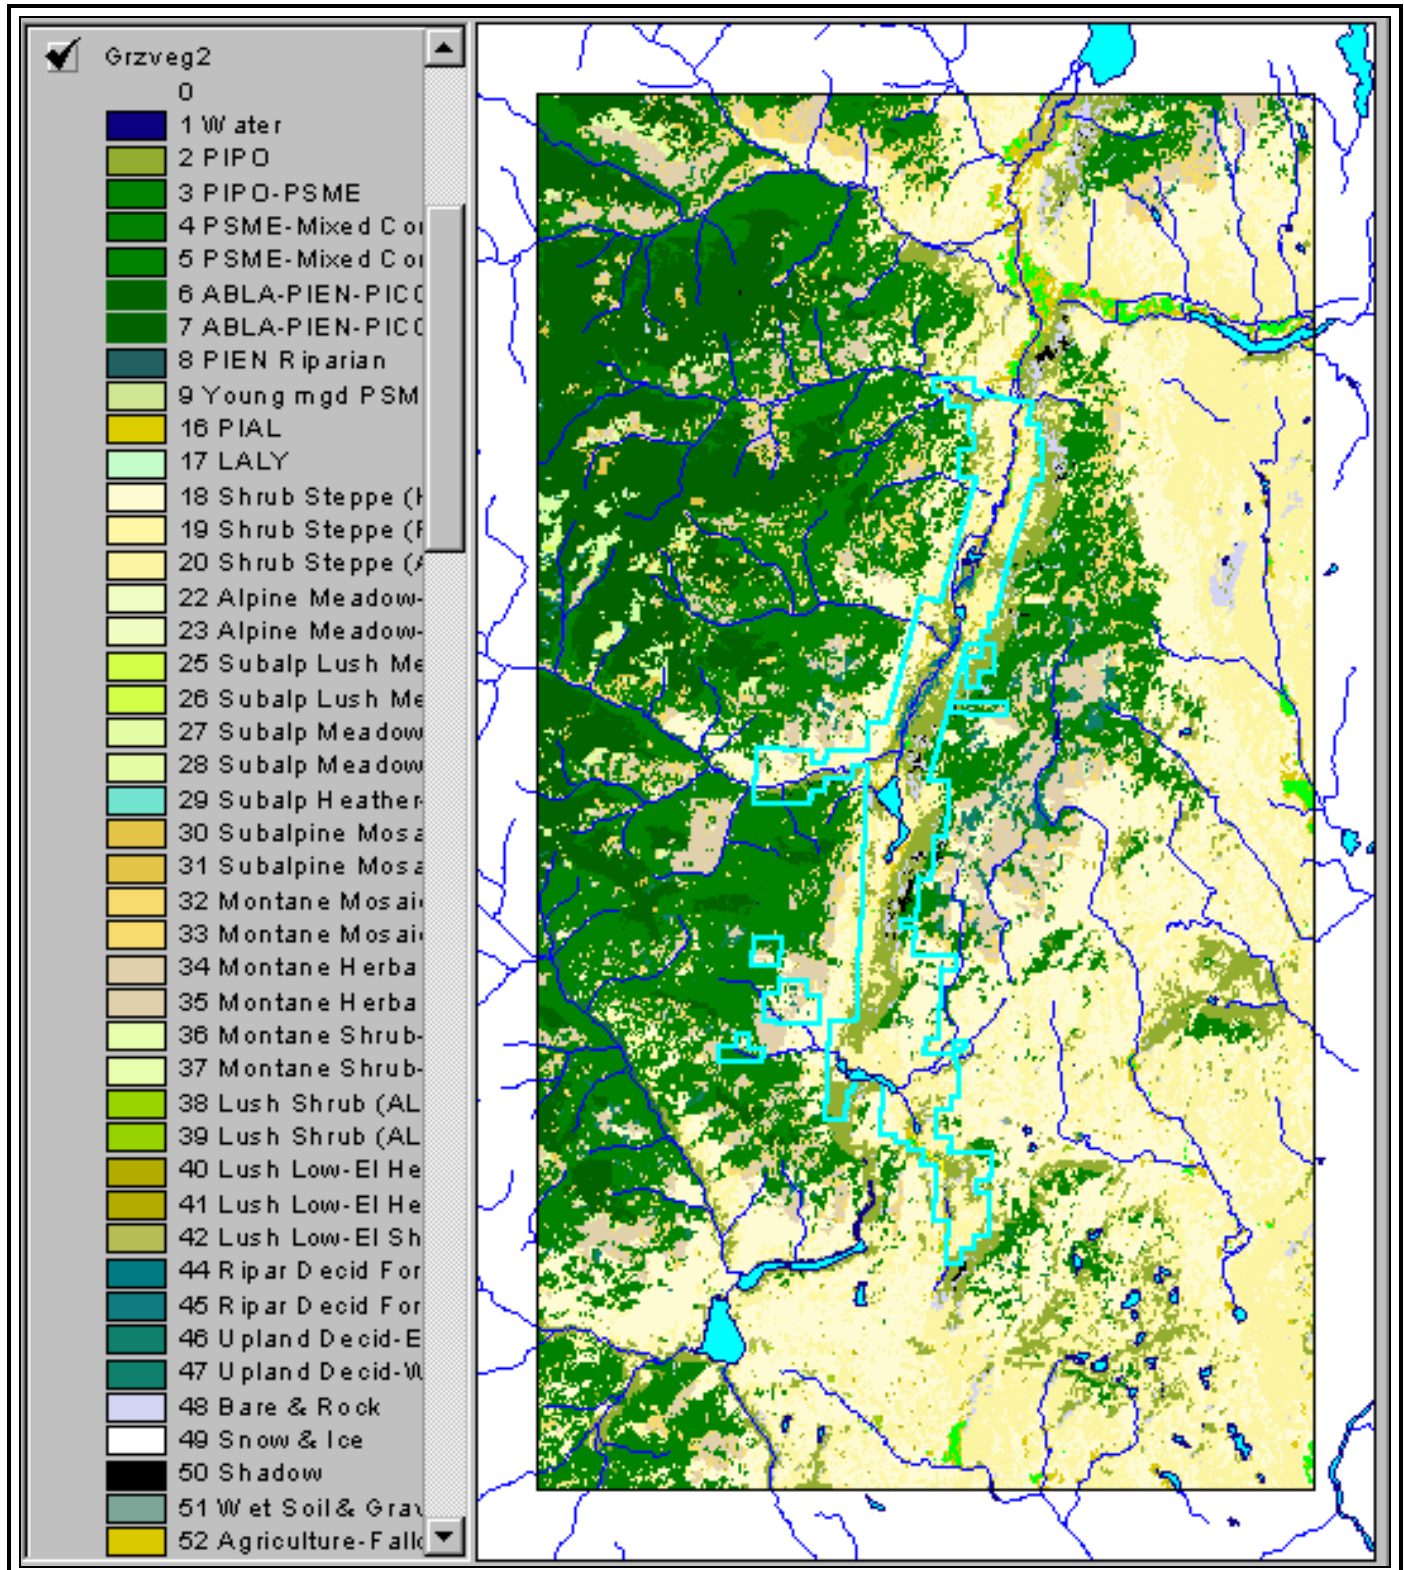 Grzveg2
0
1 Water
2 PIPO
3 PIPO-PSME
4 PSME-Mixed Co
5 PSME-Mixed Co
6 ABLA-PIEN-PIC
7 ABLA-PIEN-PIC
8 PIEN Riparian
9 Young mgd PSM
16 PIAL
17 LALY
18 Shrub Steppe (
19 Shrub Steppe (
20 Shrub Steppe (
22 Alpine Meadow-
23 Alpine Meadow-
25 Subalp Lush Me
26 Subalp Lush Me
27 Subalp Meadow
28 Subalp Meadow
29 Subalp Heather-
30 Subalpine Mosa
31 Subalpine Mosa
32 Montane Mosai
33 Montane Mosai
34 Montane Herba
35 Montane Herba
36 Montane Shrub-
37 Montane Shrub-
38 Lush Shrub (AL
39 Lush Shrub (AL
40 Lush Low-El He
41 Lush Low-El He
42 Lush Low-El Sh
44 Ripar Decid For
45 Ripar Decid For
46 Upland Decid-E
47 Upland Decid-W
48 Bare & Rock
49 Snow & Ice
50 Shadow
51 Wet Soil & Grav
52 Agriculture-Fall